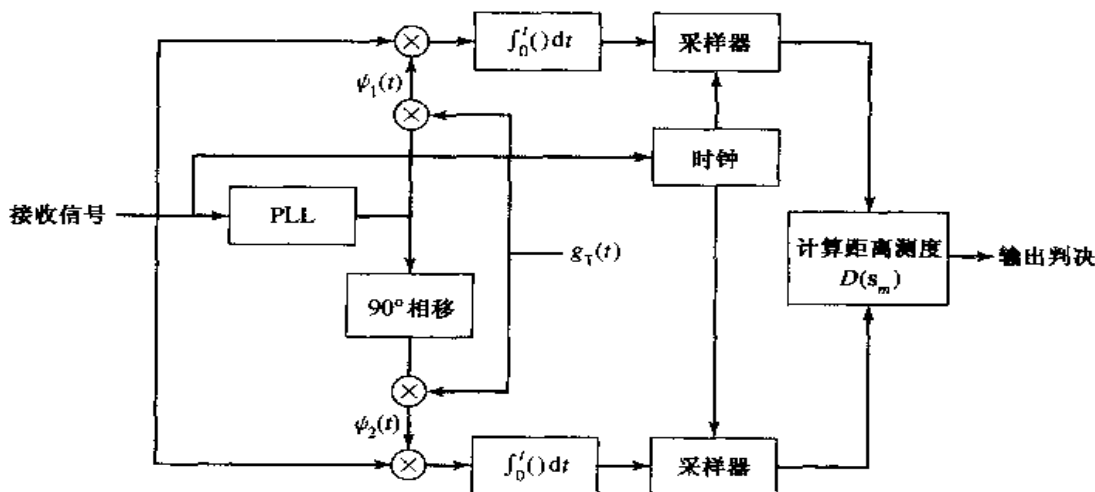 ∫₀ᵗ( )dt
采样器
ψ₁(t)
时钟
接收信号
PLL
g_T(t)
计算距离测度
D(s_m)
输出判决
90°相移
ψ₂(t)
∫₀ᵗ( )dt
采样器